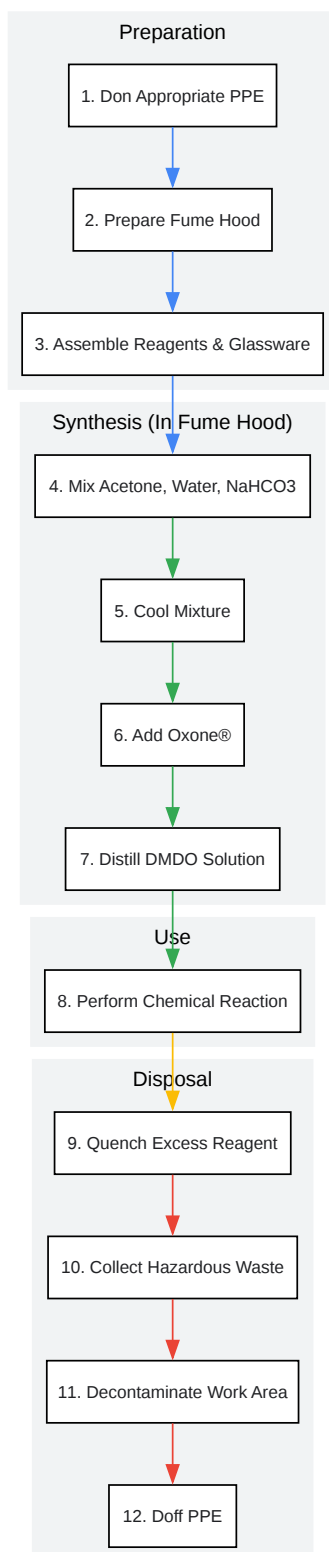 Preparation
1. Don Appropriate PPE
2. Prepare Fume Hood
3. Assemble Reagents & Glassware
Synthesis (In Fume Hood)
4. Mix Acetone, Water, NaHCO3
5. Cool Mixture
6. Add Oxone®
7. Distill DMDO Solution
Use
8. Perform Chemical Reaction
Disposal
9. Quench Excess Reagent
10. Collect Hazardous Waste
11. Decontaminate Work Area
12. Doff PPE